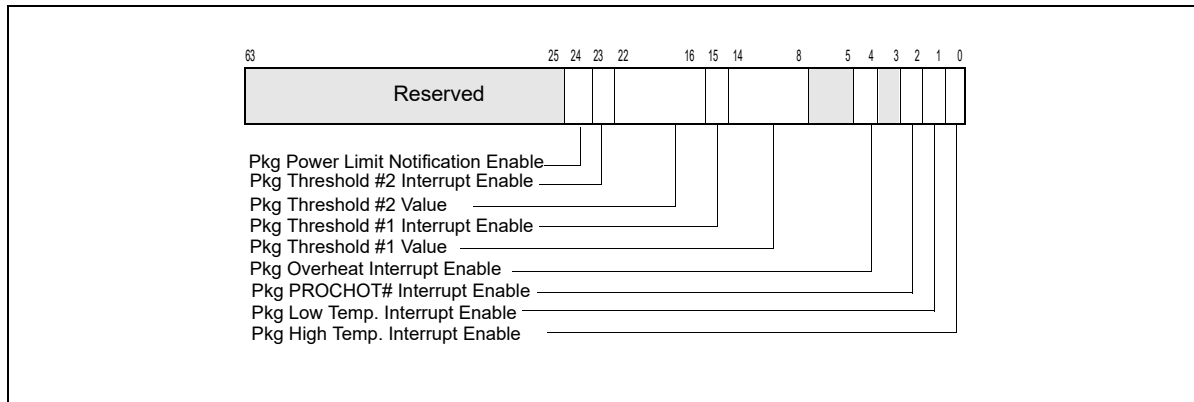 63 25 24 23 22 16 15 14 8 5 4 3 2 1 0
Reserved
Pkg Power Limit Notification Enable
Pkg Threshold #2 Interrupt Enable
Pkg Threshold #2 Value
Pkg Threshold #1 Interrupt Enable
Pkg Threshold #1 Value
Pkg Overheat Interrupt Enable
Pkg PROCHOT# Interrupt Enable
Pkg Low Temp. Interrupt Enable
Pkg High Temp. Interrupt Enable